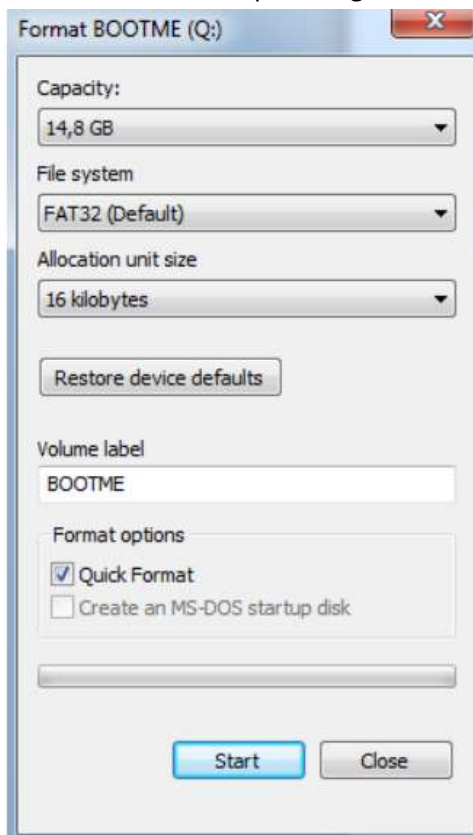 Format BOOTME (Q:)
Capacity:
14,8 GB
File system
FAT32 (Default)
Allocation unit size
16 kilobytes
Restore device defaults
Volume label
BOOTME
Format options
Quick Format
Create an MS-DOS startup disk
Start Close